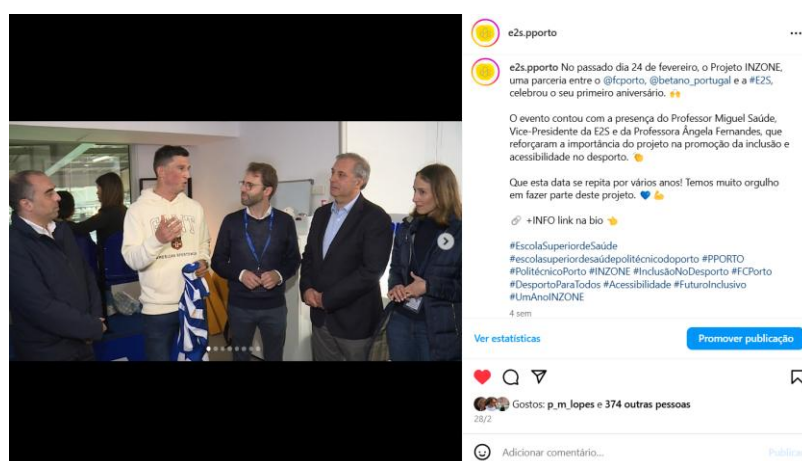 e2s.pporto
e2s.pporto No passado dia 24 de fevereiro, o Projeto INZONE,
uma parceria entre o @fcporto, @betano_portugal e a #E2S,
celebrou o seu primeiro aniversário. 🙌
O evento contou com a presença do Professor Miguel Saúde,
Vice-Presidente da E2S e da Professora Ângela Fernandes, que
reforçaram a importância do projeto na promoção da inclusão e
acessibilidade no desporto. 👏
Que esta data se repita por vários anos! Temos muito orgulho
em fazer parte deste projeto. 💙 💪
🔗 +INFO link na bio 👈
#EscolaSuperiordeSaúde
#escolasuperiordesaúdepolitécnicodoporto #PPORTO
#PolitécnicoPorto #INZONE #InclusãoNoDesporto #FCPorto
#DesportoParaTodos #Acessibilidade #FuturoInclusivo
#UmAnoINZONE
4 sem
Ver estatísticas
Promover publicação
Gostos: p_m_lopes e 374 outras pessoas
28/2
Adicionar comentário...
Publicar